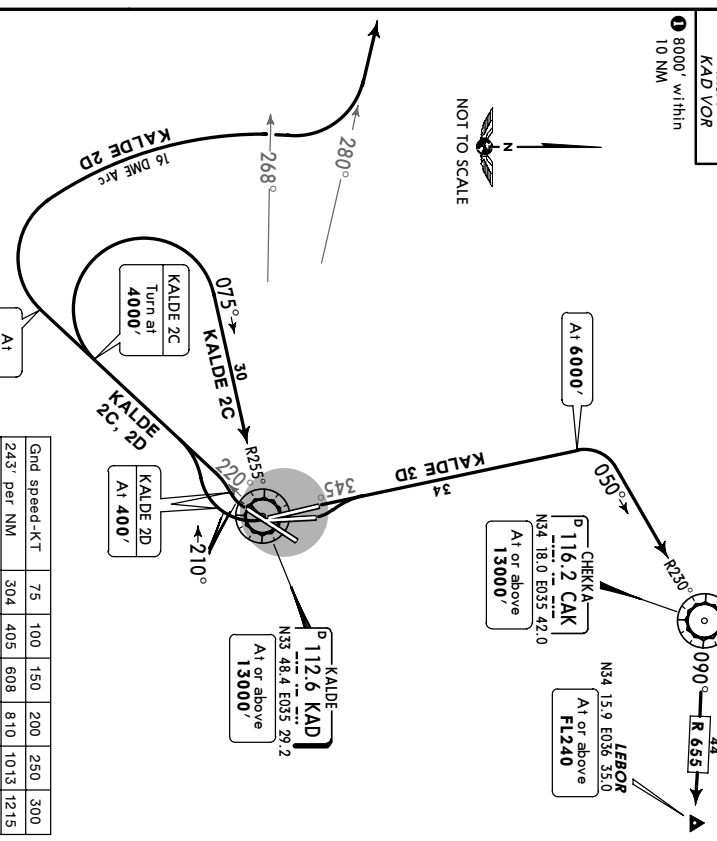 KAD VOR
❶ 8000' within
10 NM
N
NOT TO SCALE
280°
268°
KALDE 2D
16 DME Arc
KALDE 2C
Turn at
4000'
075°
30
KALDE 2C
R255°
KALDE
2C, 2D
At
220°
345°
KALDE 2D
At 400'
210°
KALDE 3D
34
At 6000'
050°
R230°
CHEKKA
D 116.2 CAK
N34 18.0 E035 42.0
At or above
13000'
KALDE
D 112.6 KAD
N33 48.4 E035 29.2
At or above
13000'
090°
44
R 655
LEBOR
N34 15.9 E036 35.0
At or above
FL240
Gnd speed-KT 75 100 150 200 250 300
243' per NM 304 405 608 810 1013 1215